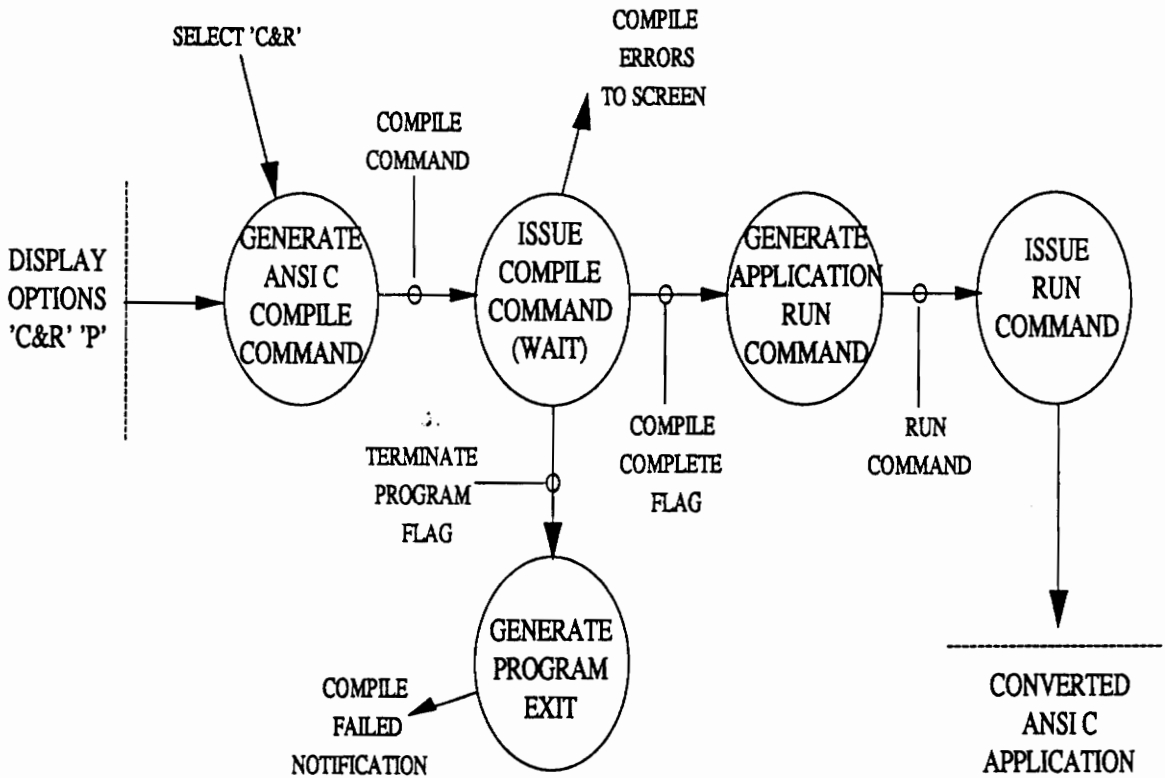 SELECT 'C&R'
COMPILE
ERRORS
TO SCREEN
COMPILE
COMMAND
DISPLAY
OPTIONS
'C&R' 'P'
GENERATE
ANSI C
COMPILE
COMMAND
ISSUE
COMPILE
COMMAND
(WAIT)
GENERATE
APPLICATION
RUN
COMMAND
ISSUE
RUN
COMMAND
TERMINATE
PROGRAM
FLAG
COMPILE
COMPLETE
FLAG
RUN
COMMAND
GENERATE
PROGRAM
EXIT
COMPILE
FAILED
NOTIFICATION
CONVERTED
ANSI C
APPLICATION